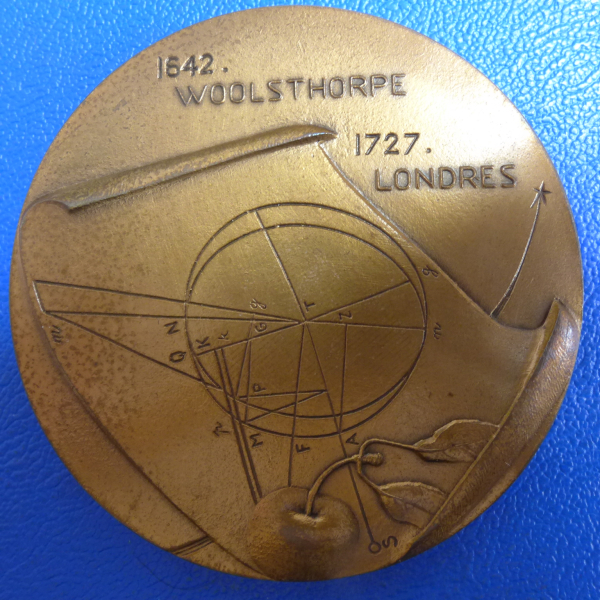 1642.
WOOLSTHORPE
1727.
LONDRES
g
T
g
N
G
Z
n
k
K
Q
m
P
M
F
A
S